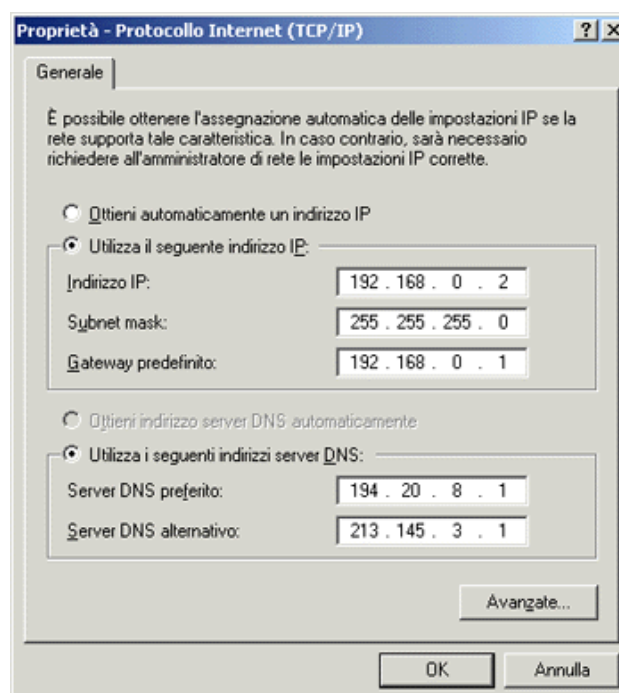 Proprietà - Protocollo Internet (TCP/IP)
Generale
È possibile ottenere l'assegnazione automatica delle impostazioni IP se la
rete supporta tale caratteristica. In caso contrario, sarà necessario
richiedere all'amministratore di rete le impostazioni IP corrette.
Ottieni automaticamente un indirizzo IP
Utilizza il seguente indirizzo IP:
Indirizzo IP: 192 . 168 . 0 . 2
Subnet mask: 255 . 255 . 255 . 0
Gateway predefinito: 192 . 168 . 0 . 1
Ottieni indirizzo server DNS automaticamente
Utilizza i seguenti indirizzi server DNS:
Server DNS preferito: 194 . 20 . 8 . 1
Server DNS alternativo: 213 . 145 . 3 . 1
Avanzate...
OK Annulla